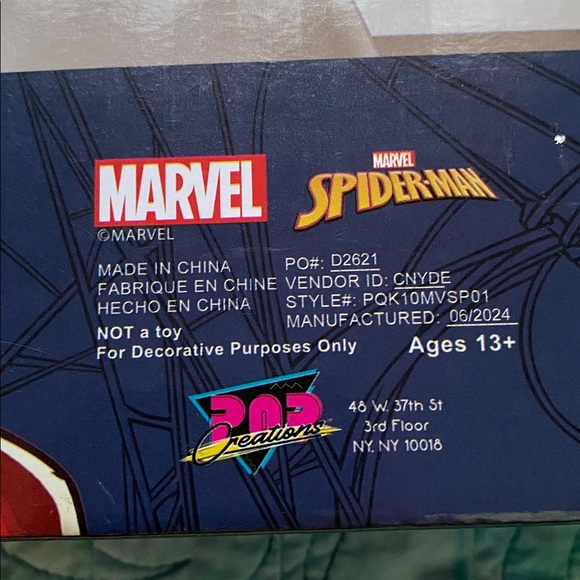 MARVEL
©MARVEL
MARVEL
SPIDER-MAN
MADE IN CHINA
FABRIQUE EN CHINE
HECHO EN CHINA
PO#: D2621
VENDOR ID: CNYDE
STYLE#: PQK10MVSP01
MANUFACTURED: 06/2024
NOT a toy
For Decorative Purposes Only
Ages 13+
POP
Creations
48 W. 37th St
3rd Floor
NY, NY 10018